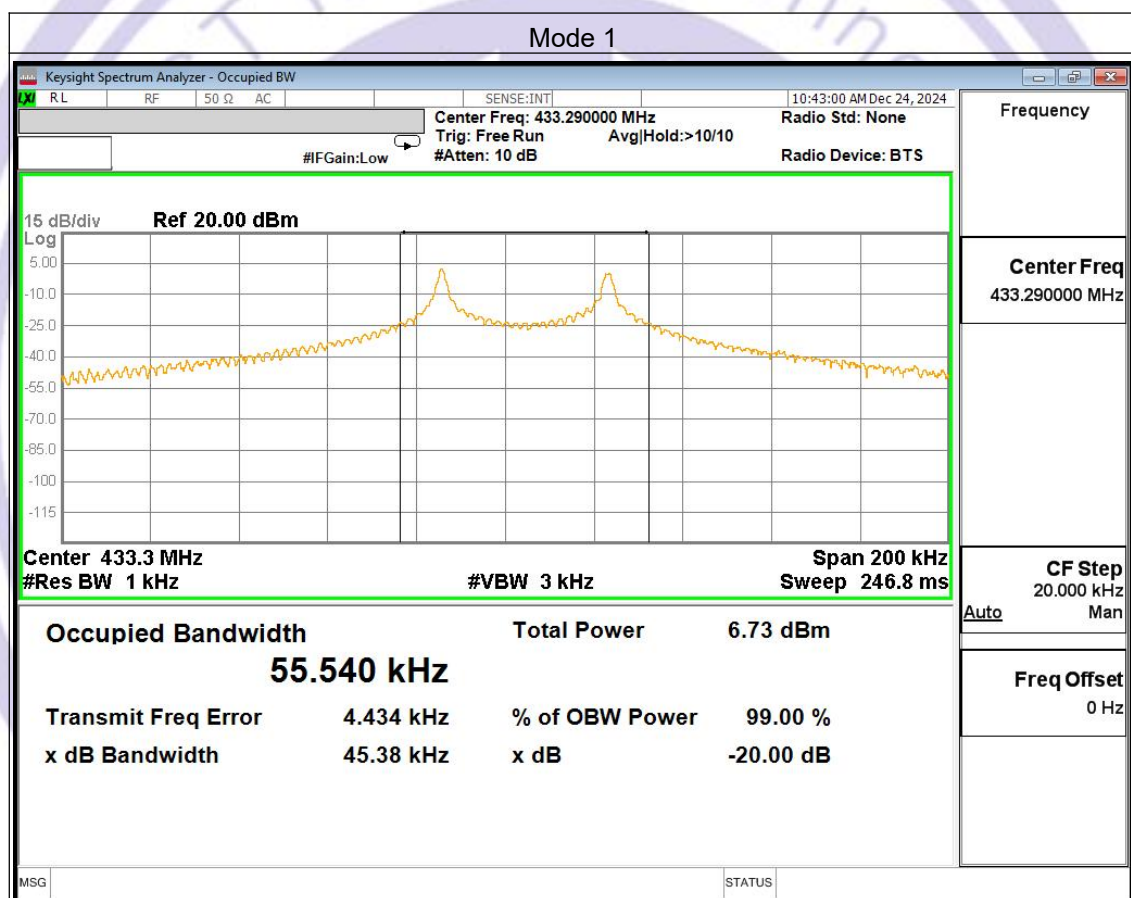 Mode 1
Keysight Spectrum Analyzer - Occupied BW
LXI RL RF 50 Ω AC SENSE:INT 10:43:00 AM Dec 24, 2024
Center Freq: 433.290000 MHz Radio Std: None
Trig: Free Run Avg|Hold:>10/10
#IFGain:Low #Atten: 10 dB Radio Device: BTS
Frequency
15 dB/div Ref 20.00 dBm
Log
5.00
-10.0
-25.0
-40.0
-55.0
-70.0
-85.0
-100
-115
Center 433.3 MHz Span 200 kHz
#Res BW 1 kHz #VBW 3 kHz Sweep 246.8 ms
Center Freq
433.290000 MHz
CF Step
20.000 kHz
Auto Man
Freq Offset
0 Hz
Occupied Bandwidth Total Power 6.73 dBm
55.540 kHz
Transmit Freq Error 4.434 kHz % of OBW Power 99.00 %
x dB Bandwidth 45.38 kHz x dB -20.00 dB
MSG STATUS